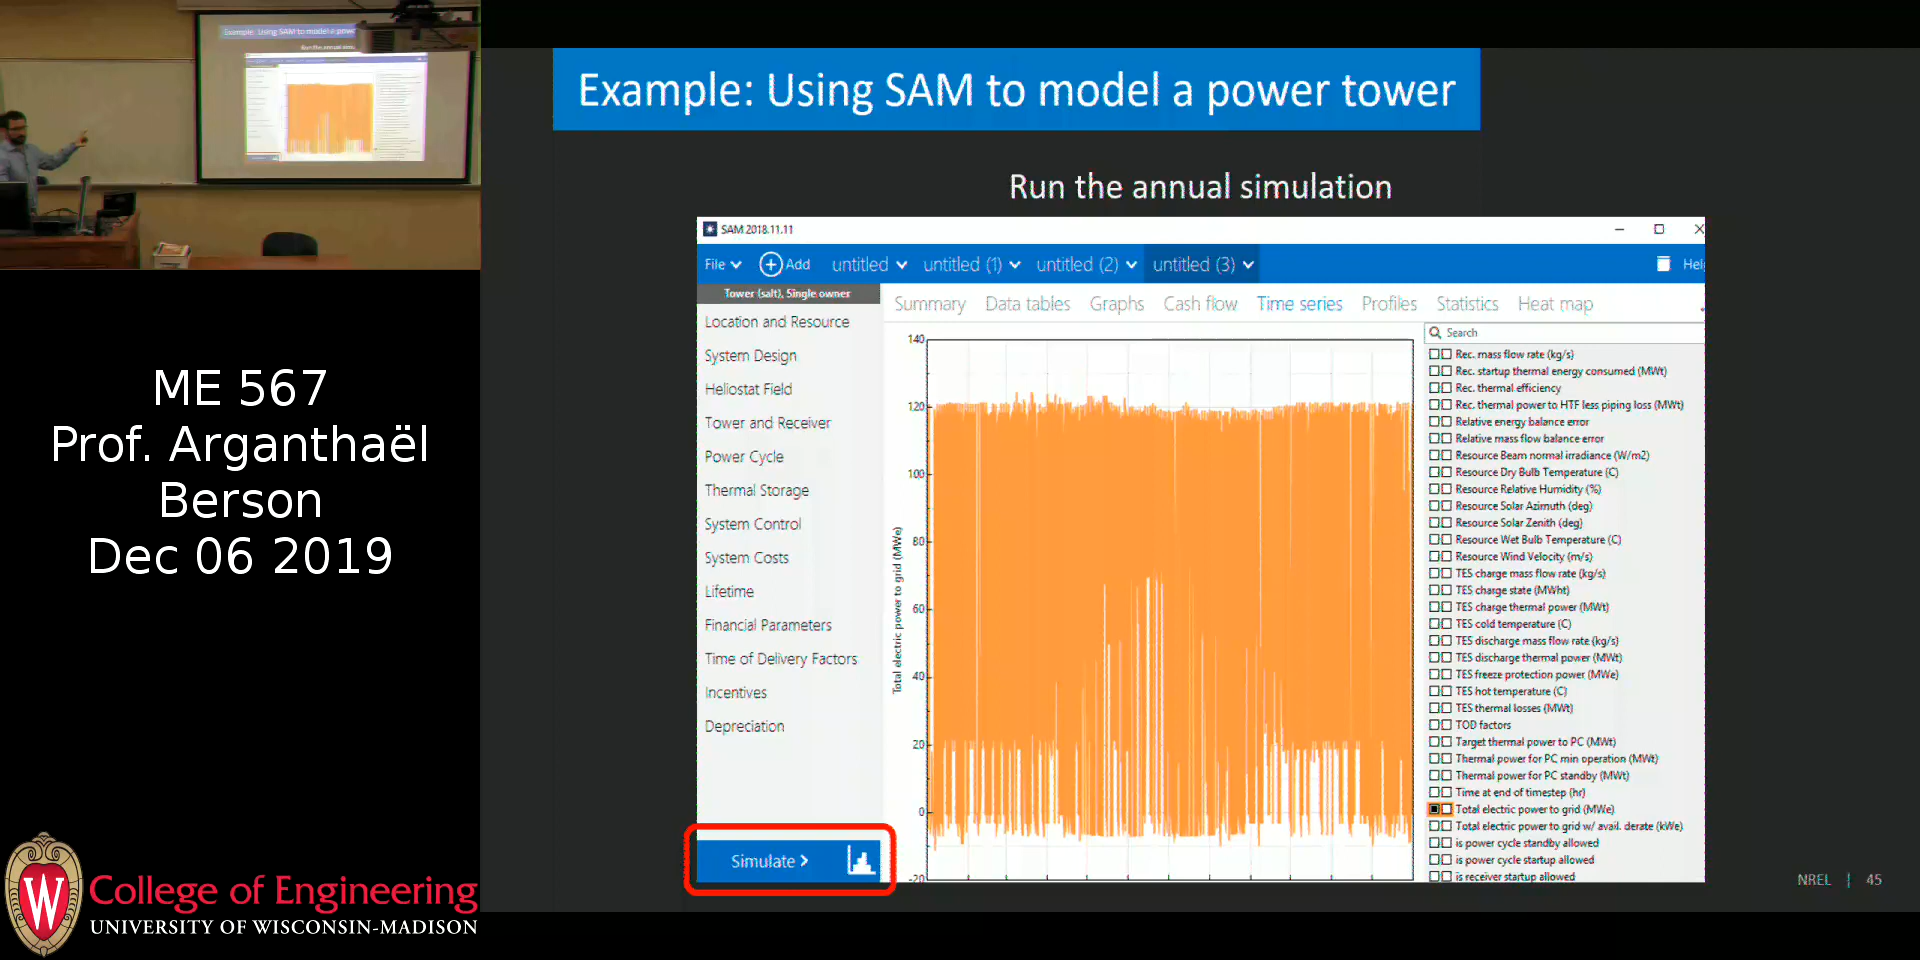 Example: Using SAM to model a power tower
Run the annual simulation
SAM 2018.11.11
File
Add
untitled
untitled (1)
untitled (2)
untitled (3)
Tower (salt), Single owner
Location and Resource
System Design
Heliostat Field
Tower and Receiver
Power Cycle
Thermal Storage
System Control
System Costs
Lifetime
Financial Parameters
Time of Delivery Factors
Incentives
Depreciation
Simulate >
Summary
Data tables
Graphs
Cash flow
Time series
Profiles
Statistics
Heat map
Total electric power to grid (MWe)
140
120
100
80
60
40
20
0
-20
Search
Rec. mass flow rate (kg/s)
Rec. startup thermal energy consumed (MWt)
Rec. thermal efficiency
Rec. thermal power to HTF less piping loss (MWt)
Relative energy balance error
Relative mass flow balance error
Resource Beam normal irradiance (W/m2)
Resource Dry Bulb Temperature (C)
Resource Relative Humidity (%)
Resource Solar Azimuth (deg)
Resource Solar Zenith (deg)
Resource Wet Bulb Temperature (C)
Resource Wind Velocity (m/s)
TES charge mass flow rate (kg/s)
TES charge state (MWht)
TES charge thermal power (MWt)
TES cold temperature (C)
TES discharge mass flow rate (kg/s)
TES discharge thermal power (MWt)
TES freeze protection power (MWe)
TES hot temperature (C)
TES thermal losses (MWt)
TOD factors
Target thermal power to PC (MWt)
Thermal power for PC min operation (MWt)
Thermal power for PC standby (MWt)
Time at end of timestep (hr)
Total electric power to grid (MWe)
Total electric power to grid w/ avail. derate (kWe)
is power cycle standby allowed
is power cycle startup allowed
is receiver startup allowed
NREL | 45
ME 567
Prof. Arganthaël
Berson
Dec 06 2019
W
College of Engineering
UNIVERSITY OF WISCONSIN-MADISON